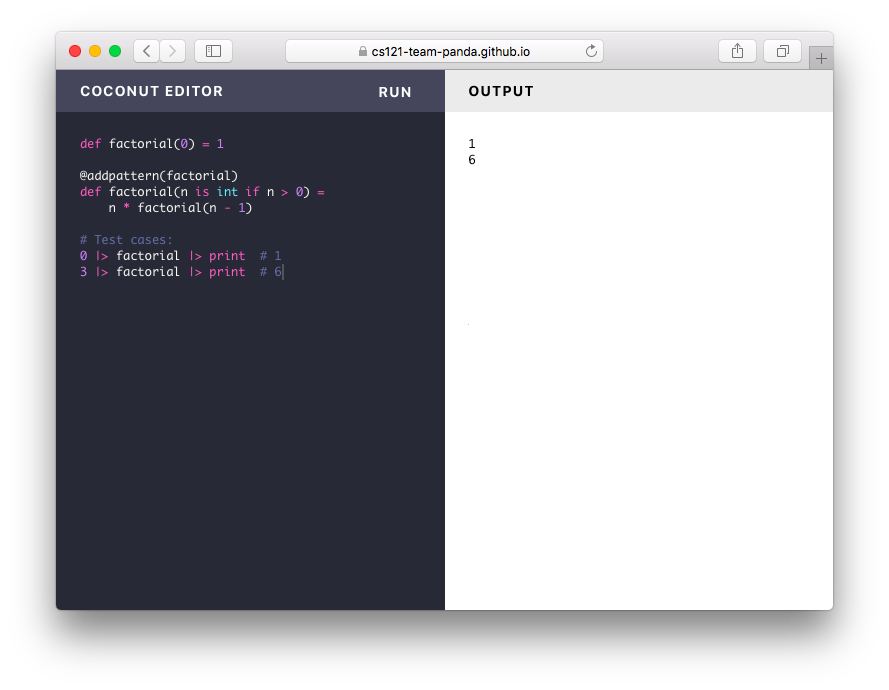 cs121-team-panda.github.io
COCONUT EDITOR
RUN
def factorial(0) = 1
@addpattern(factorial)
def factorial(n is int if n > 0) =
    n * factorial(n - 1)
# Test cases:
0 |> factorial |> print  # 1
3 |> factorial |> print  # 6
OUTPUT
1
6